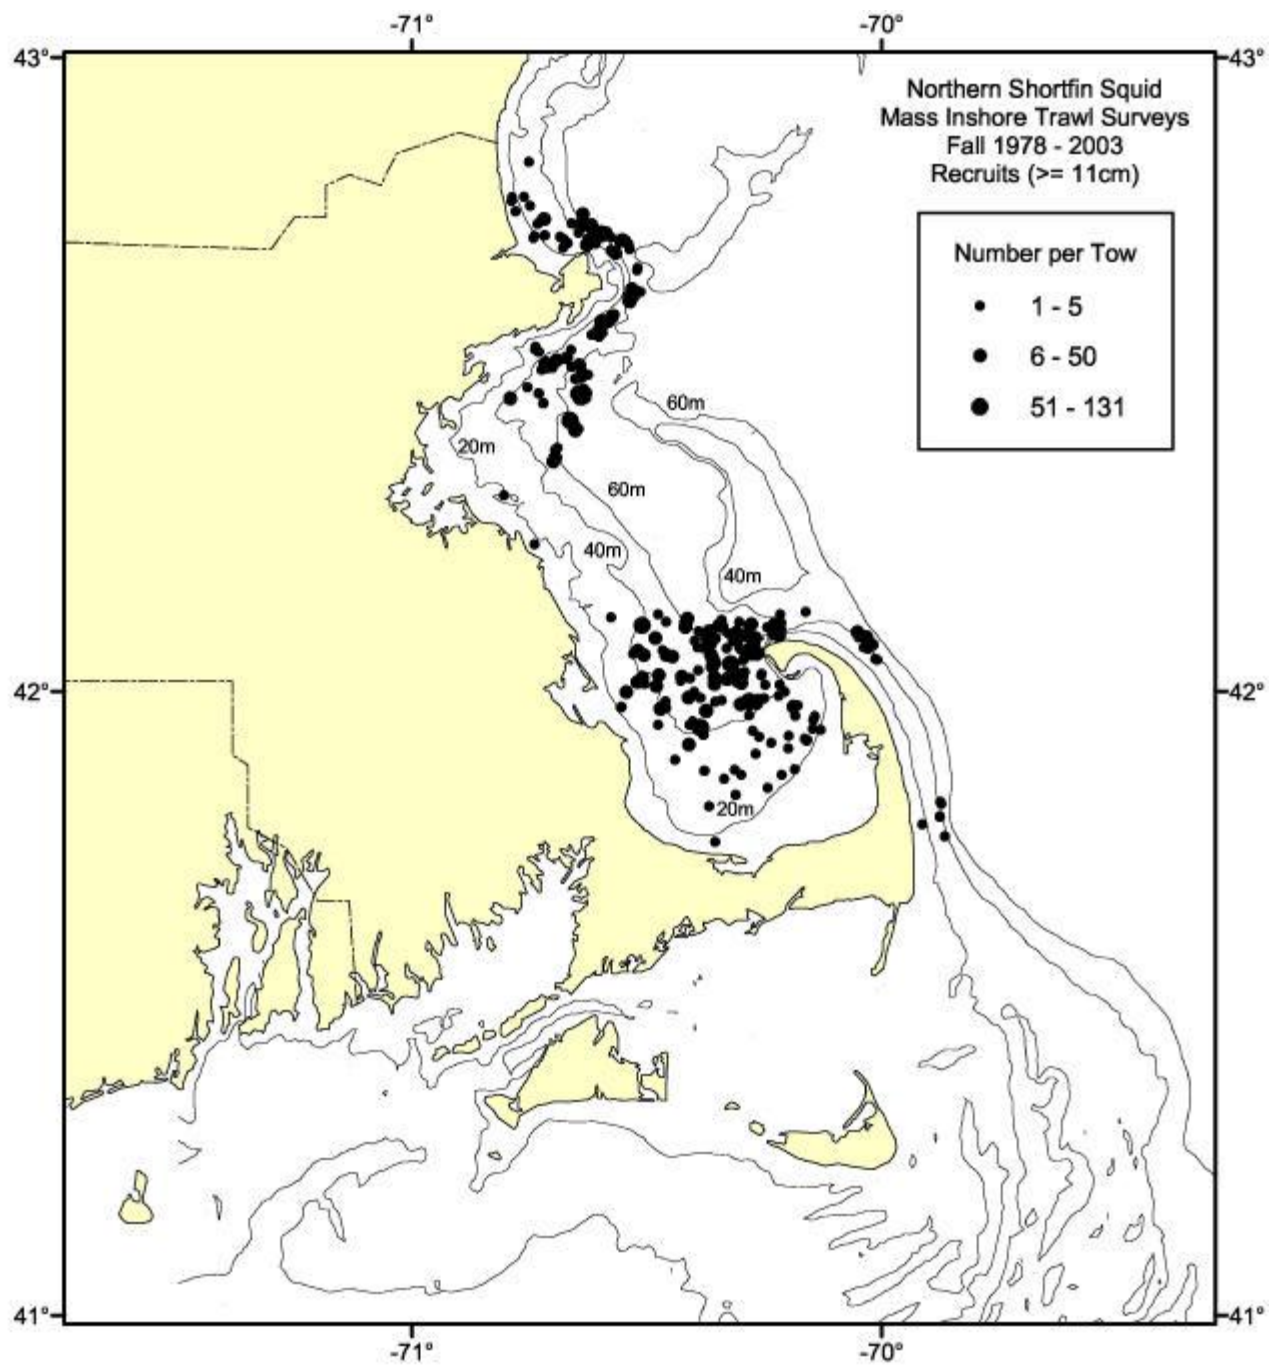 -71°
-70°
43°
43°
Northern Shortfin Squid
Mass Inshore Trawl Surveys
Fall 1978 - 2003
Recruits (>= 11cm)
Number per Tow
1 - 5
6 - 50
51 - 131
60m
20m
60m
40m
40m
42°
42°
20m
41°
41°
-71°
-70°